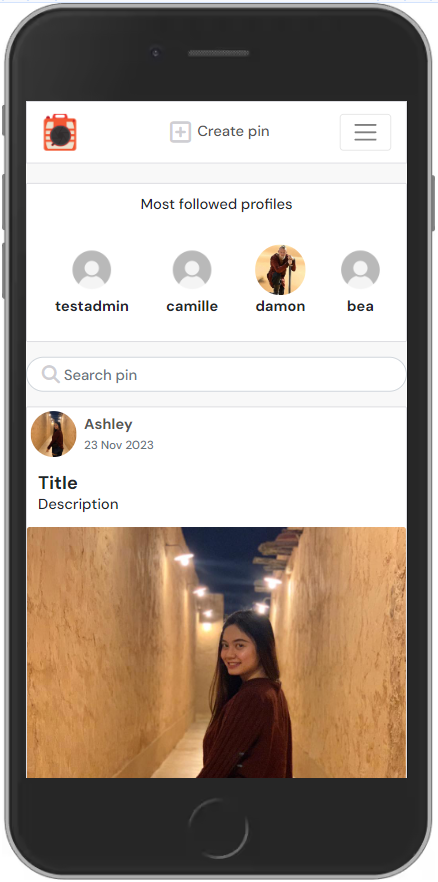 Create pin
Most followed profiles
testadmin camille damon bea
Search pin
Ashley
23 Nov 2023
Title
Description